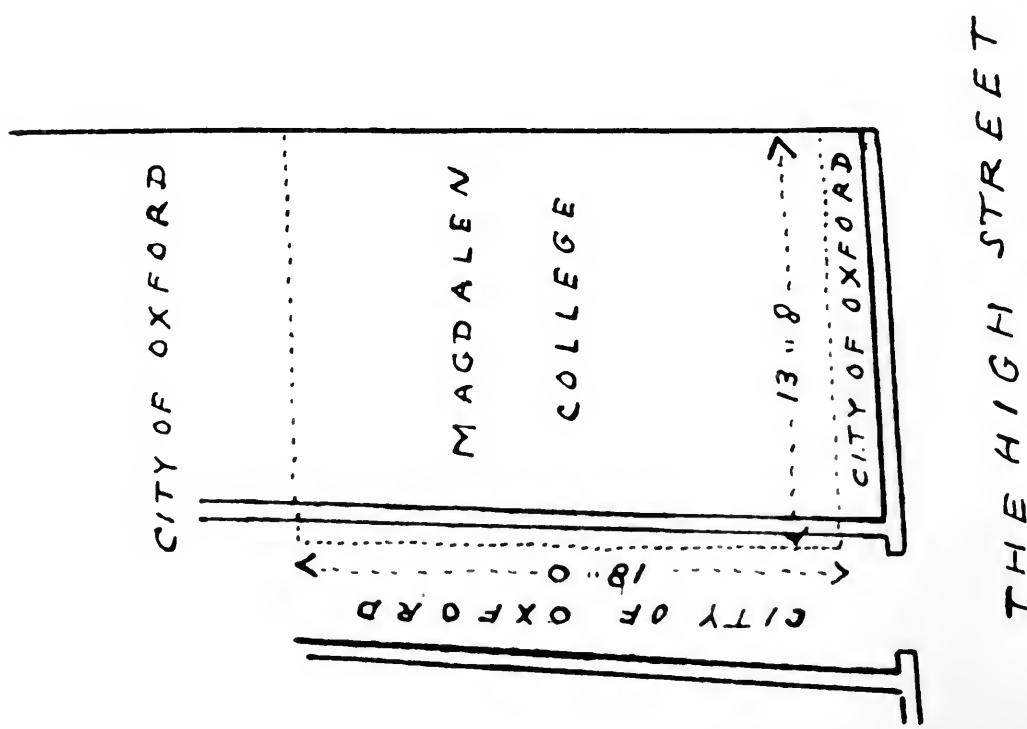 CITY OF OXFORD
MAGDALEN
COLLEGE
13"8
CITY OF OXFORD
THE HIGH STREET
18"0
CITY OF OXFORD